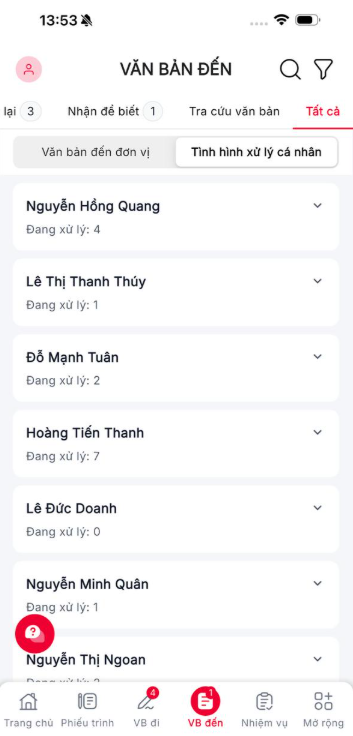 13:53
VĂN BẢN ĐẾN
lại 3 Nhận để biết 1 Tra cứu văn bản Tất cả
Văn bản đến đơn vị Tình hình xử lý cá nhân
Nguyễn Hồng Quang
Đang xử lý: 4
Lê Thị Thanh Thúy
Đang xử lý: 1
Đỗ Mạnh Tuân
Đang xử lý: 2
Hoàng Tiến Thanh
Đang xử lý: 7
Lê Đức Doanh
Đang xử lý: 0
Nguyễn Minh Quân
Đang xử lý: 1
Nguyễn Thị Ngoan
4 1
Trang chủ Phiếu trình VB đi VB đến Nhiệm vụ Mở rộng